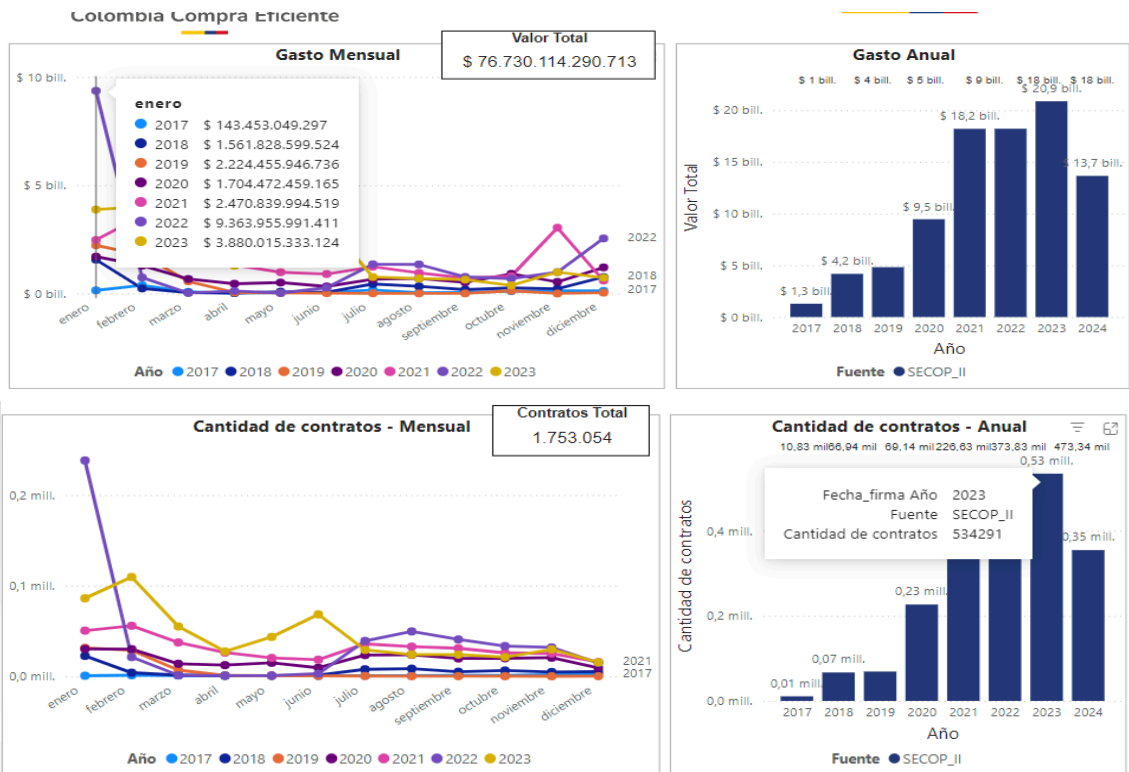 Colombia Compra Eficiente
Gasto Mensual
Valor Total
$ 76.730.114.290.713
$ 10 bill.
$ 5 bill.
$ 0 bill.
enero
2017 $ 143.453.049.297
2018 $ 1.561.828.599.524
2019 $ 2.224.455.946.736
2020 $ 1.704.472.459.165
2021 $ 2.470.839.994.519
2022 $ 9.363.955.991.411
2023 $ 3.880.015.333.124
2022
2018
2017
enero febrero marzo abril mayo junio julio agosto septiembre octubre noviembre diciembre
Año 2017 2018 2019 2020 2021 2022 2023
Gasto Anual
$ 1 bill. $ 4 bill. $ 5 bill. $ 9 bill. $ 18 bill. $ 18 bill.
$ 20,9 bill.
$ 20 bill.
$ 18,2 bill.
$ 15 bill.
$ 13,7 bill.
$ 10 bill.
$ 9,5 bill.
$ 5 bill.
$ 4,2 bill.
$ 1,3 bill.
$ 0 bill.
Valor Total
2017 2018 2019 2020 2021 2022 2023 2024
Año
Fuente SECOP_II
Cantidad de contratos - Mensual
Contratos Total
1.753.054
0,2 mill.
0,1 mill.
0,0 mill.
2021
2017
enero febrero marzo abril mayo junio julio agosto septiembre octubre noviembre diciembre
Año 2017 2018 2019 2020 2021 2022 2023
Cantidad de contratos - Anual
10,83 mil 66,94 mil 69,14 mil 226,63 mil 373,83 mil 473,34 mil
0,53 mill.
Fecha_firma Año 2023
Fuente SECOP_II
Cantidad de contratos 534291
0,4 mill.
0,35 mill.
0,23 mill.
0,2 mill.
0,07 mill.
0,01 mill.
0,0 mill.
Cantidad de contratos
2017 2018 2019 2020 2021 2022 2023 2024
Año
Fuente SECOP_II